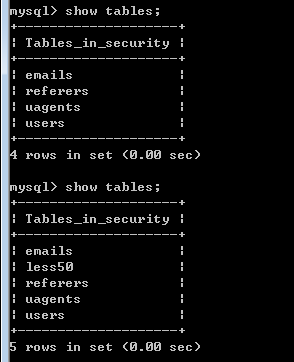 mysql> show tables;
+--------------------+
| Tables_in_security |
+--------------------+
| emails             |
| referers           |
| uagents            |
| users              |
+--------------------+
4 rows in set (0.00 sec)
mysql> show tables;
+--------------------+
| Tables_in_security |
+--------------------+
| emails             |
| less50             |
| referers           |
| uagents            |
| users              |
+--------------------+
5 rows in set (0.00 sec)